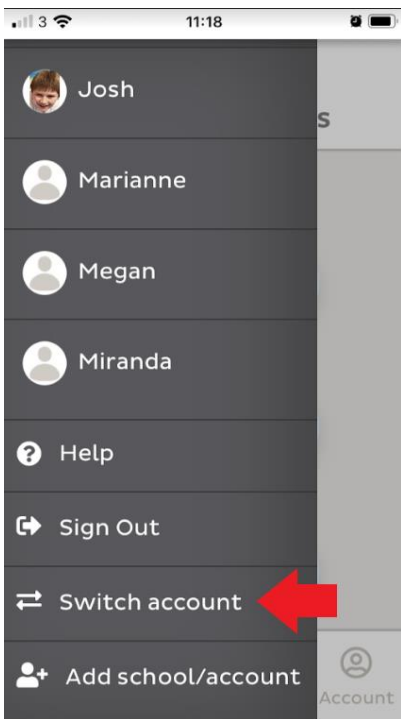 3 11:18
Josh
s
Marianne
Megan
Miranda
Help
Sign Out
Switch account
Add school/account
Account